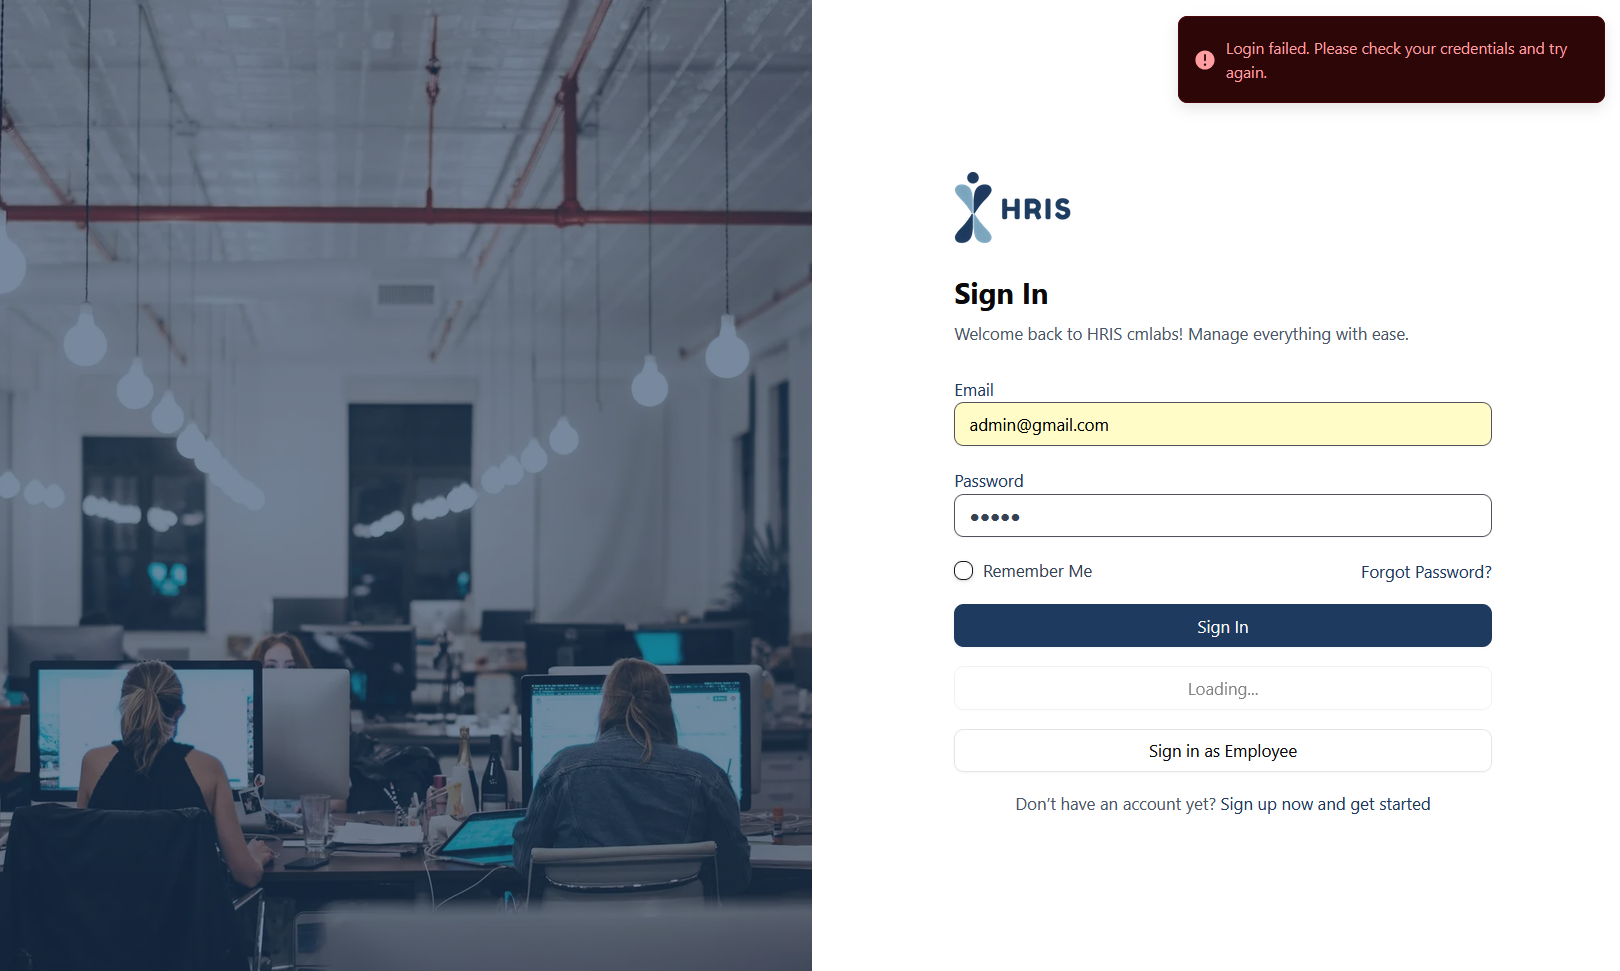 Login failed. Please check your credentials and try
again.
HRIS
Sign In
Welcome back to HRIS cmlabs! Manage everything with ease.
Email
admin@gmail.com
Password
Remember Me
Forgot Password?
Sign In
Loading...
Sign in as Employee
Don’t have an account yet? Sign up now and get started